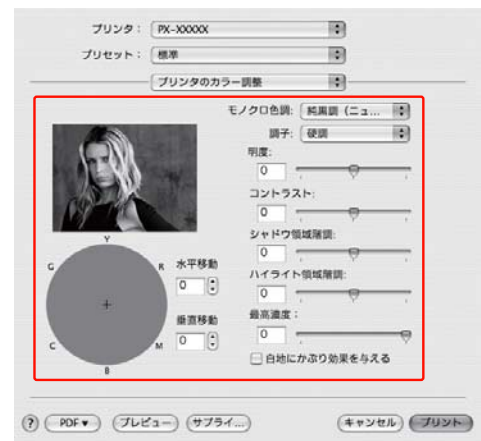 プリンタ： PX-XXXXX
プリセット： 標準
プリンタのカラー調整
モノクロ色調: 純黒調（ニュ...
調子: 硬調
明度:
0
コントラスト:
0
シャドウ領域階調:
0
ハイライト領域階調:
0
最高濃度：
0
白地にかぶり効果を与える
Y
G R
C M
B
水平移動
0
垂直移動
0
? PDF▼ プレビュー サプライ... キャンセル プリント